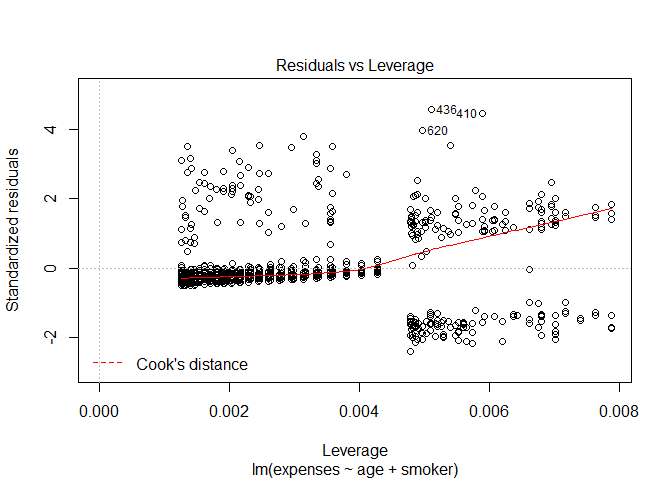 Residuals vs Leverage
Standardized residuals
4
2
0
-2
436
410
620
Cook's distance
0.000 0.002 0.004 0.006 0.008
Leverage
lm(expenses ~ age + smoker)